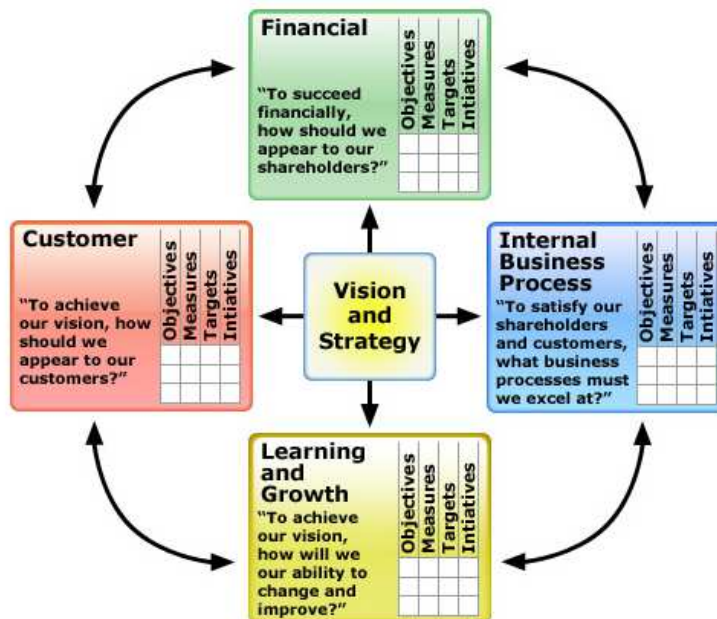 Financial
“To succeed
financially,
how should we
appear to our
shareholders?”
Objectives
Measures
Targets
Intiatives
Customer
“To achieve
our vision, how
should we
appear to our
customers?”
Objectives
Measures
Targets
Intiatives
Vision
and
Strategy
Internal
Business
Process
“To satisfy our
shareholders
and customers,
what business
processes must
we excel at?”
Objectives
Measures
Targets
Intiatives
Learning
and
Growth
“To achieve
our vision,
how will we
our ability to
change and
improve?”
Objectives
Measures
Targets
Intiatives